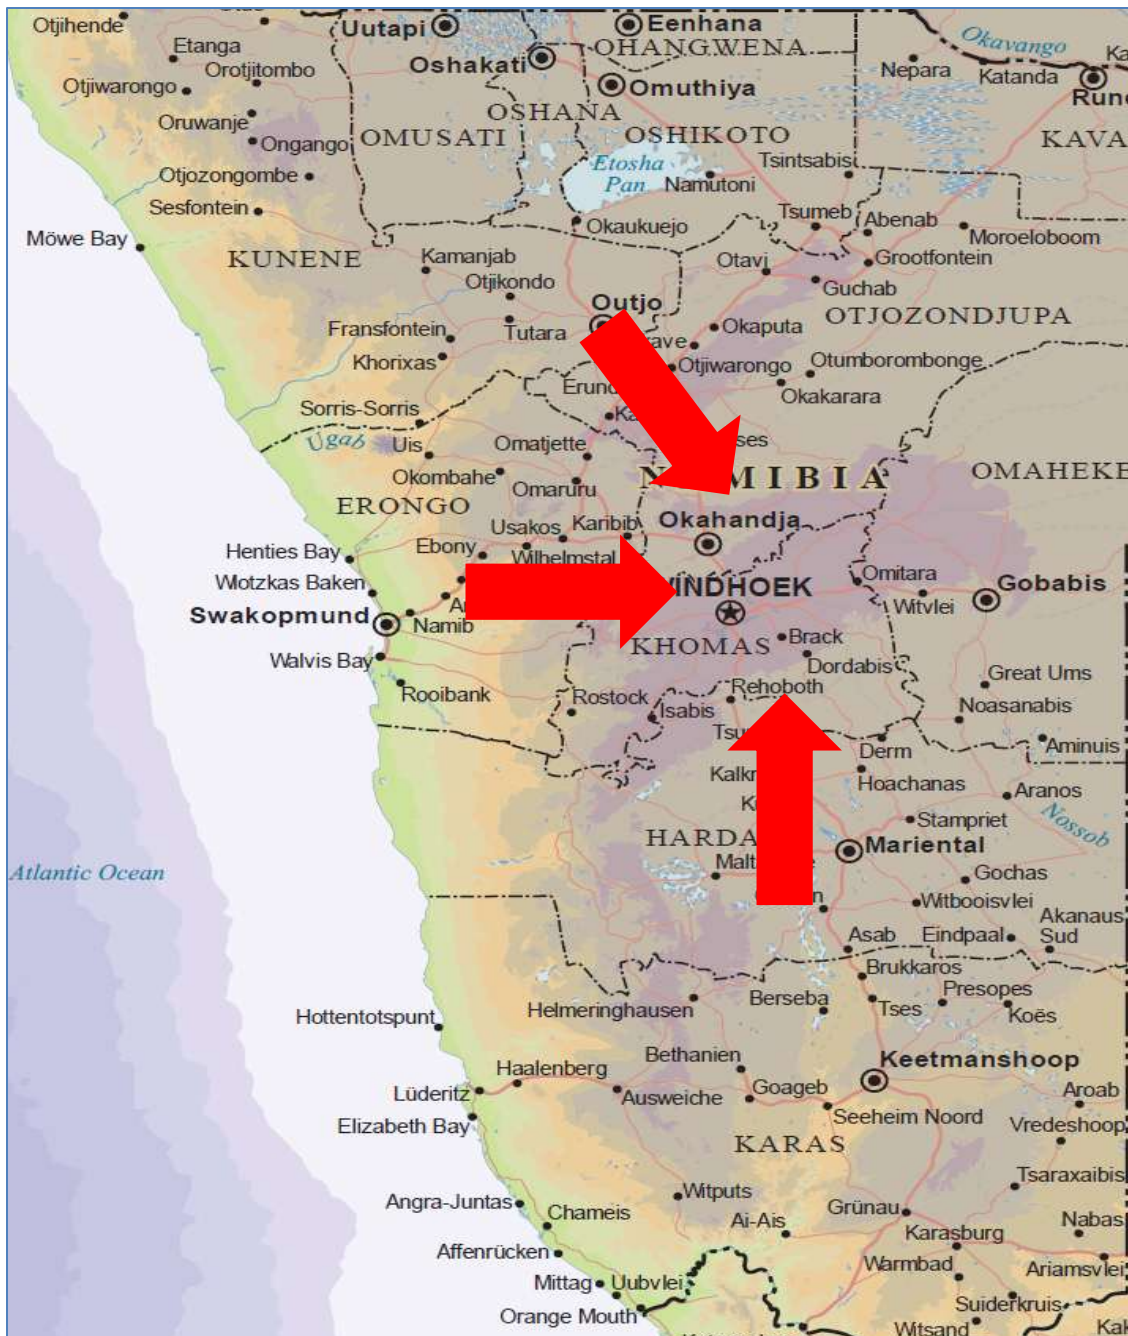 Otjihende
Uutapi
Eenhana
Okavango
Etanga
OHANGWENA
Orotjitombo
Oshakati
Nepara
Katanda
Otjiwarongo
Omuthiya
Oruwanje
OSHANA
OMUSATI
OSHIKOTO
Ongango
Tsintsabis
Etosha
Pan
Namutoni
Otjozongombe
Sesfontein
Okaukuejo
Tsumeb
Abenab
Moroeloboom
Möwe Bay
KUNENE
Kamanjab
Otavi
Grootfontein
Otjikondo
Guchab
Outjo
OTJOZONDJUPA
Fransfontein
Tutara
Okaputa
Khorixas
Otjiwarongo
Otumborombonge
Okakarara
Sorris-Sorris
Ugab
Uis
Omatjette
Okombahe
Omaruru
OMAHEKE
ERONGO
Okahandja
Usakos
Karibib
Henties Bay
Ebony
Wilhelmstal
Wlotzkas Baken
Omitara
Gobabis
Witvlei
Swakopmund
Namib
KHOMAS
Brack
Walvis Bay
Dordabis
Rooibank
Great Ums
Rehoboth
Rostock
Isabis
Noasanabis
Derm
Aminuis
Hoachanas
Aranos
Stampriet
Nossob
Mariental
Atlantic Ocean
Gochas
Witbooisvlei
Akanaus
Sud
Asab
Eindpaal
Brukkaros
Berseba
Presopes
Helmeringhausen
Tses
Koës
Hottentotspunt
Bethanien
Keetmanshoop
Haalenberg
Lüderitz
Ausweiche
Goageb
Aroab
Seeheim Noord
Elizabeth Bay
Vredeshoop
KARAS
Tsaraxaibis
Witputs
Angra-Juntas
Chameis
Grünau
Ai-Ais
Nabas
Karasburg
Affenrücken
Warmbad
Ariamsvlei
Mittag
Uubvlei
Suiderkruis
Orange Mouth
Witsand